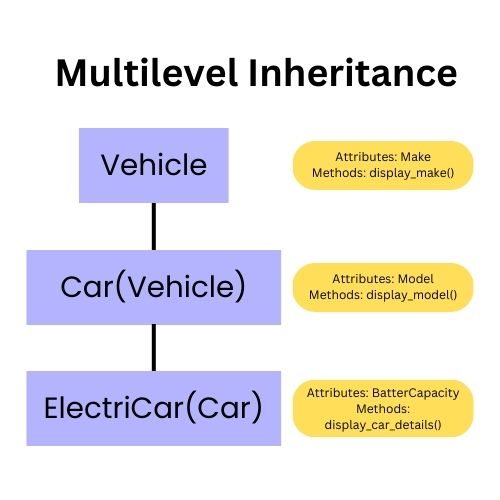 Multilevel Inheritance
Vehicle
Attributes: Make
Methods: display_make()
Car(Vehicle)
Attributes: Model
Methods: display_model()
ElectriCar(Car)
Attributes: BatterCapacity
Methods:
display_car_details()